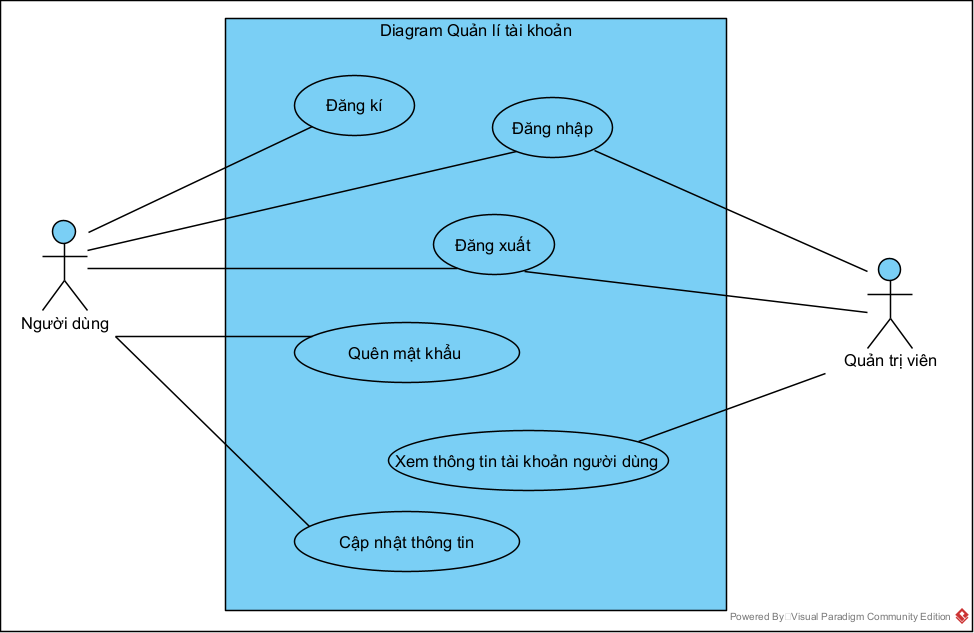 Diagram Quản lí tài khoản
Đăng kí
Đăng nhập
Đăng xuất
Người dùng
Quên mật khẩu
Quản trị viên
Xem thông tin tài khoản người dùng
Cập nhật thông tin
Powered By Visual Paradigm Community Edition